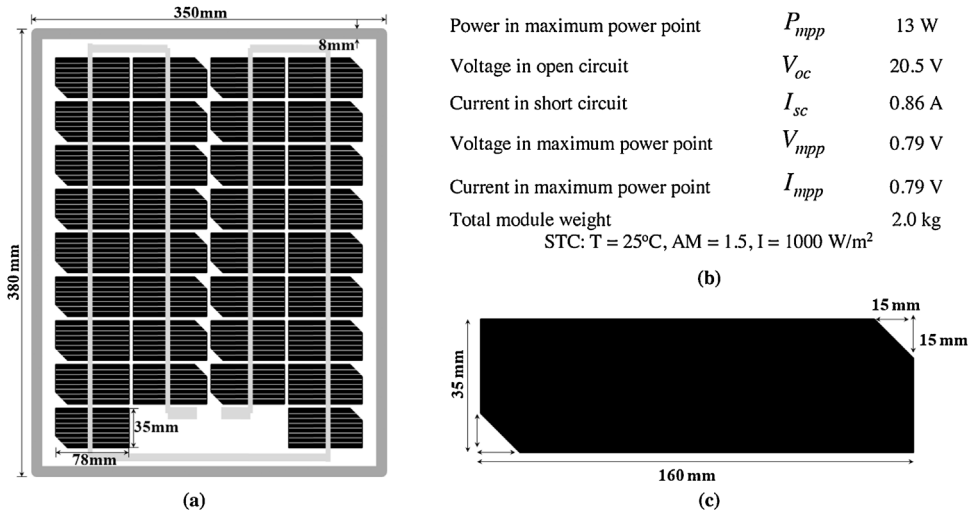 350mm
8mm
380 mm
35mm
78mm
(a)
Power in maximum power point P_mpp 13 W
Voltage in open circuit V_oc 20.5 V
Current in short circuit I_sc 0.86 A
Voltage in maximum power point V_mpp 0.79 V
Current in maximum power point I_mpp 0.79 V
Total module weight 2.0 kg
STC: T = 25ºC, AM = 1.5, I = 1000 W/m²
(b)
15 mm
15 mm
35 mm
160 mm
(c)